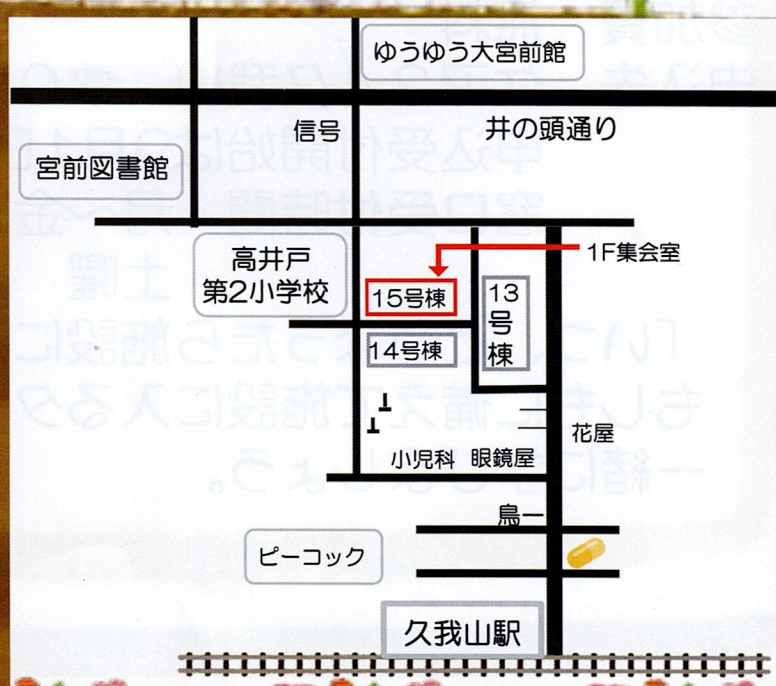 ゆうゆう大宮前館
信号
井の頭通り
宮前図書館
高井戸
第2小学校
1F集会室
15号棟
13
号
棟
14号棟
花屋
小児科
眼鏡屋
鳥一
ピーコック
久我山駅